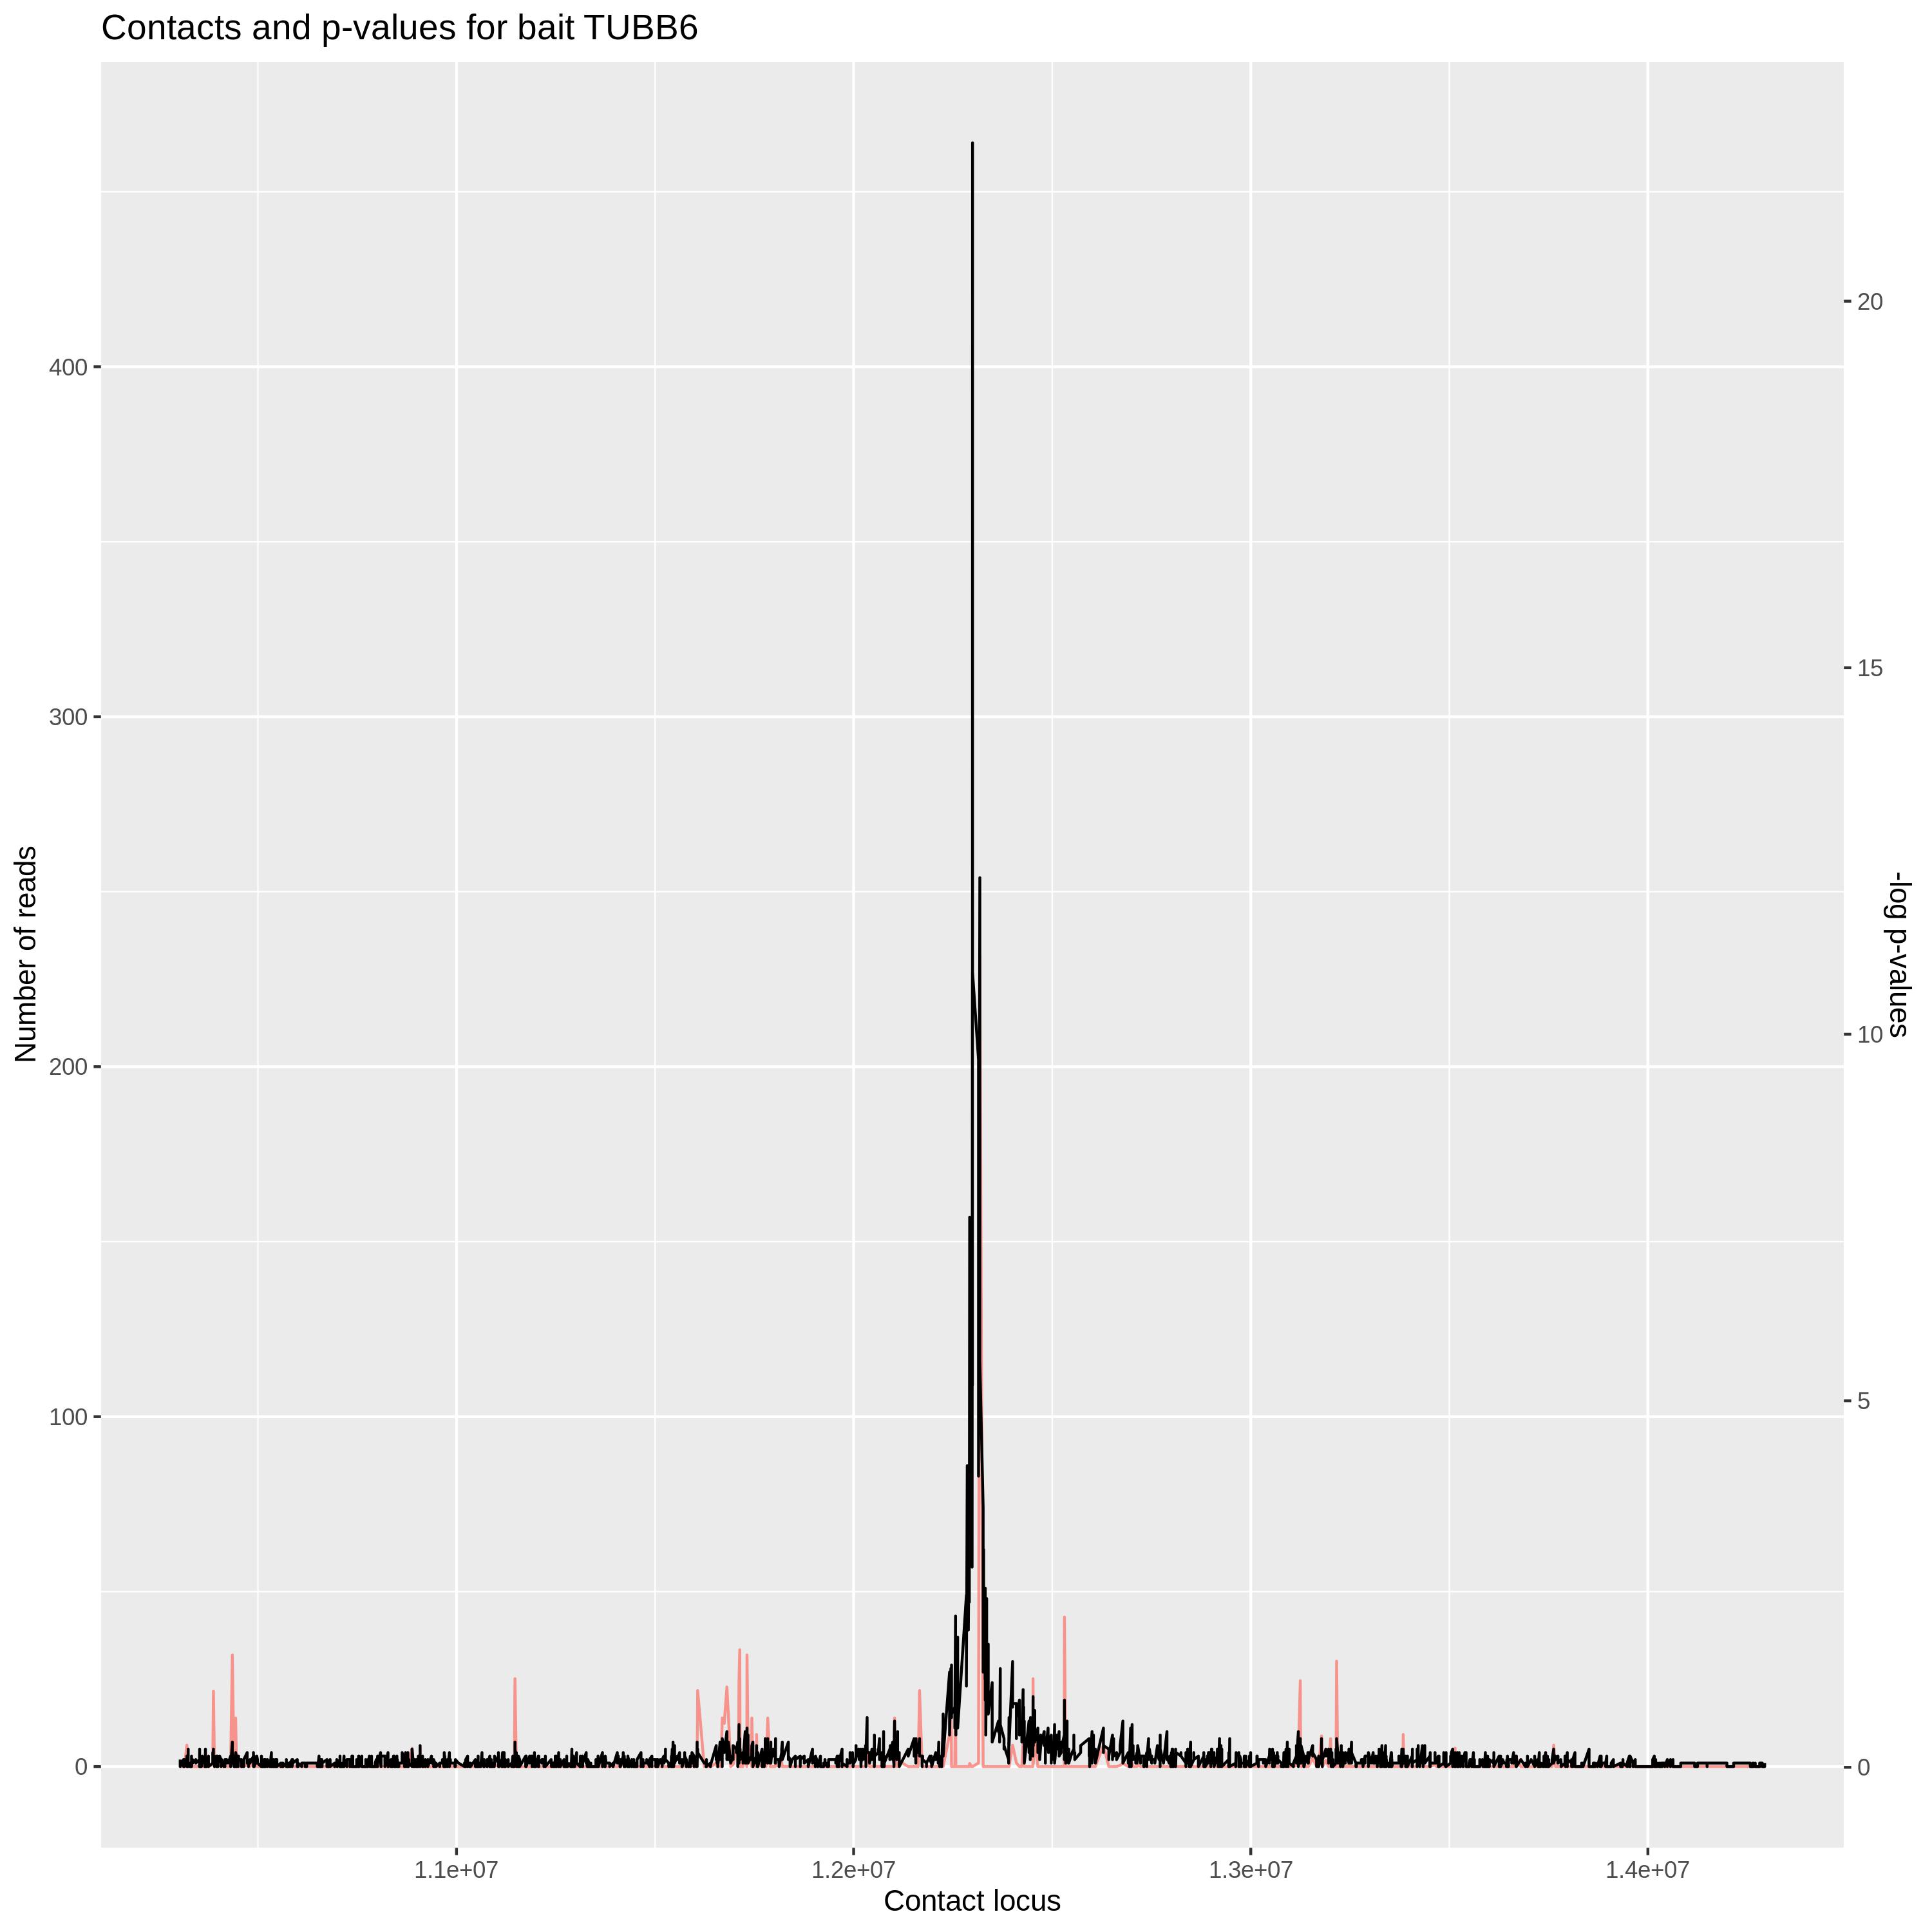 Contacts and p-values for bait TUBB6
Number of reads
400
300
200
100
0
20
15
10
5
0
-log p-values
1.1e+07
1.2e+07
1.3e+07
1.4e+07
Contact locus